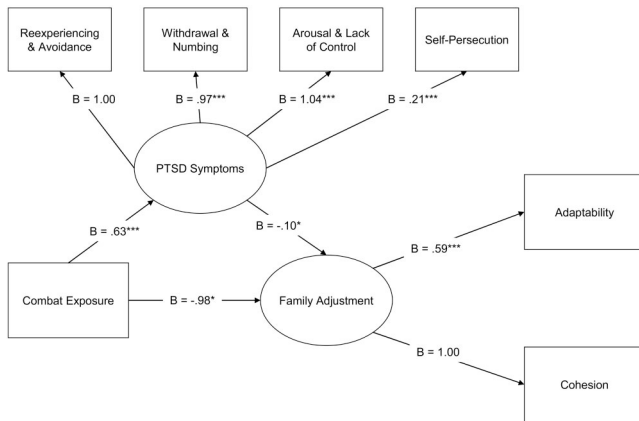 Reexperiencing
& Avoidance
Withdrawal &
Numbing
Arousal & Lack
of Control
Self-Persecution
B = 1.00
B = .97***
B = 1.04***
B = .21***
PTSD Symptoms
Adaptability
B = .63***
B = -.10*
B = .59***
Combat Exposure
B = -.98*
Family Adjustment
B = 1.00
Cohesion